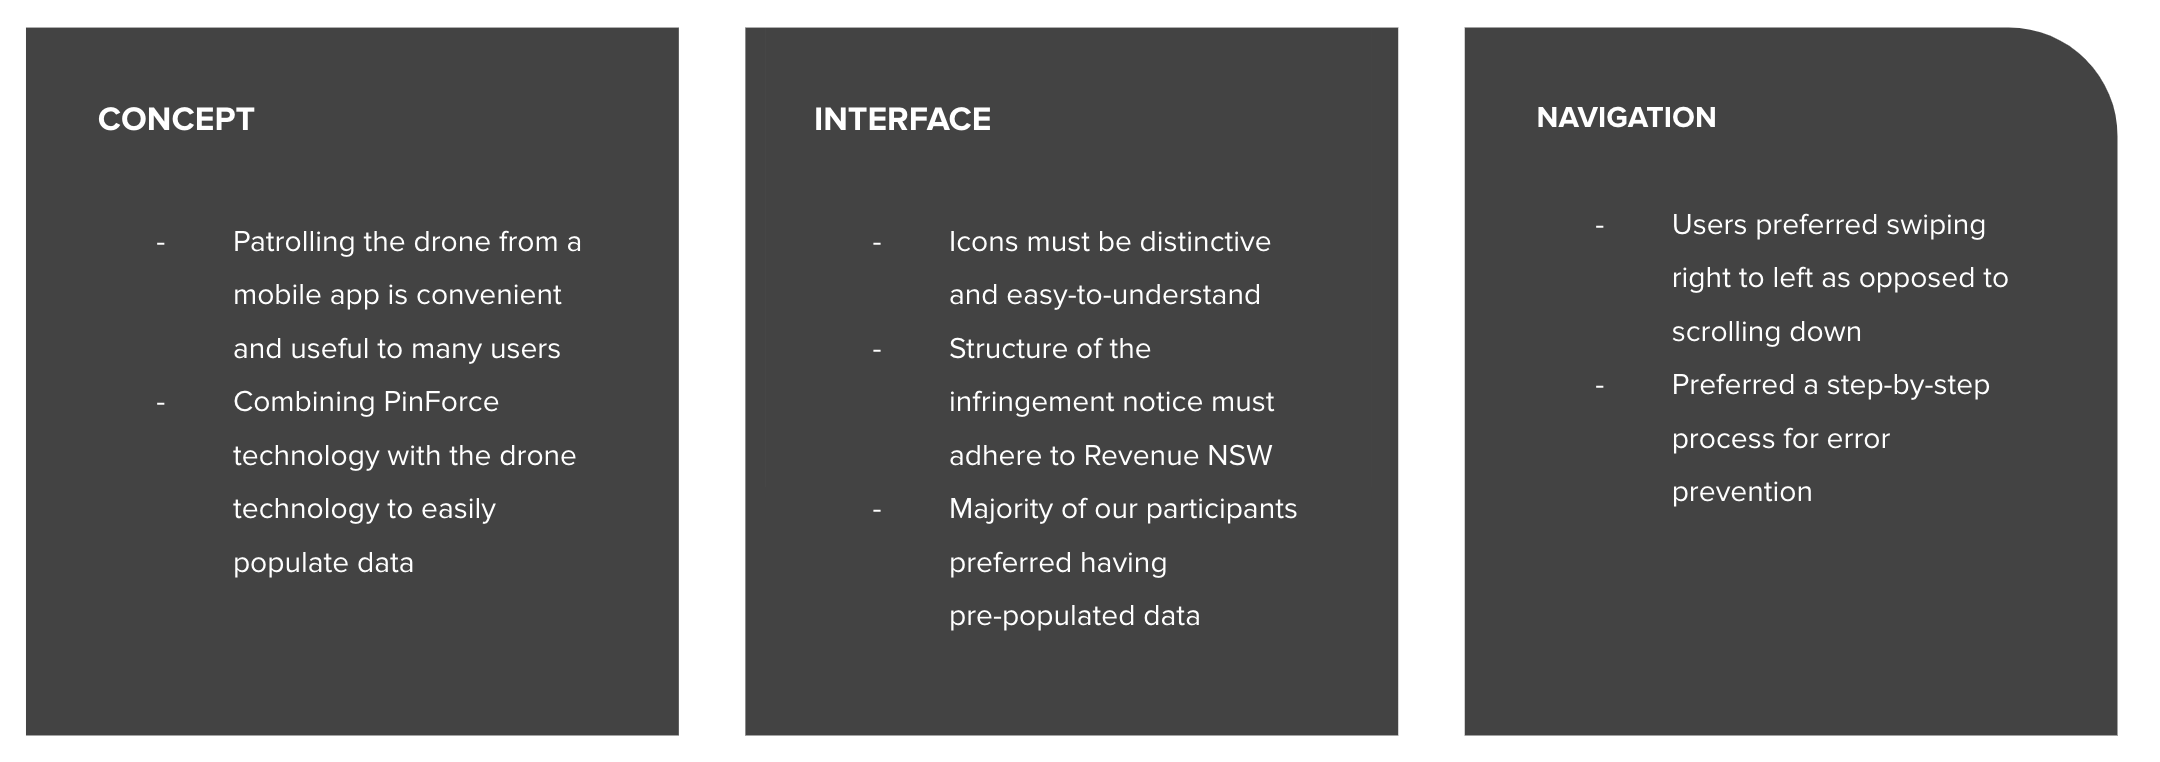 CONCEPT
- Patrolling the drone from a
mobile app is convenient
and useful to many users
- Combining PinForce
technology with the drone
technology to easily
populate data
INTERFACE
- Icons must be distinctive
and easy-to-understand
- Structure of the
infringement notice must
adhere to Revenue NSW
- Majority of our participants
preferred having
pre-populated data
NAVIGATION
- Users preferred swiping
right to left as opposed to
scrolling down
- Preferred a step-by-step
process for error
prevention